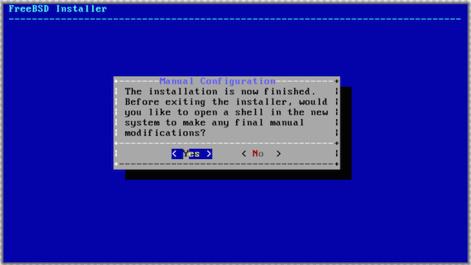 FreeBSD Installer
Manual Configuration
The installation is now finished.
Before exiting the installer, would
you like to open a shell in the new
system to make any final manual
modifications?
< Yes > < No >